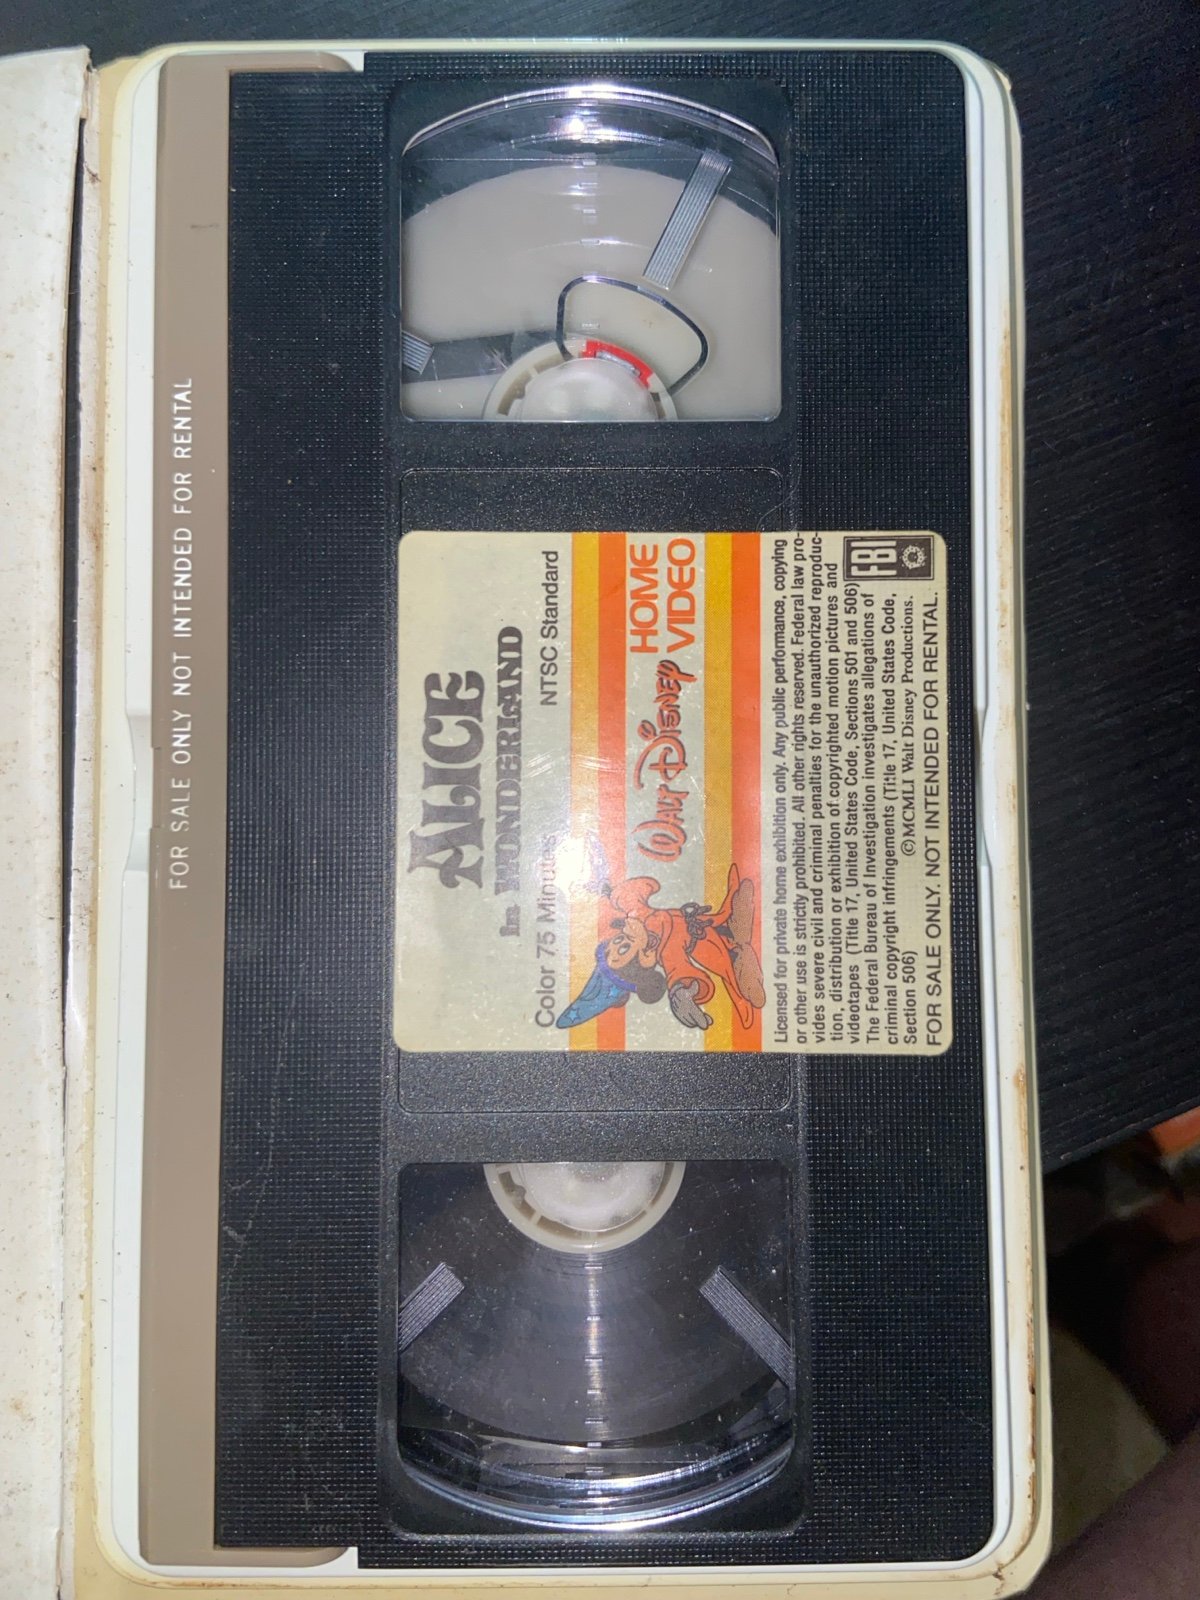 FOR SALE ONLY NOT INTENDED FOR RENTAL
ALICE
in WONDERLAND
Color 75 Minutes NTSC Standard
WALT DISNEY HOME
VIDEO
Licensed for private home exhibition only. Any public performance, copying
or other use is strictly prohibited. All other rights reserved. Federal law pro-
vides severe civil and criminal penalties for the unauthorized reproduc-
tion, distribution or exhibition of copyrighted motion pictures and
videotapes (Title 17, United States Code, Sections 501 and 506)
The Federal Bureau of Investigation investigates allegations of
criminal copyright infringements (Title 17, United States Code,
Section 506) ©MCMLI Walt Disney Productions.
FBI
FOR SALE ONLY. NOT INTENDED FOR RENTAL.